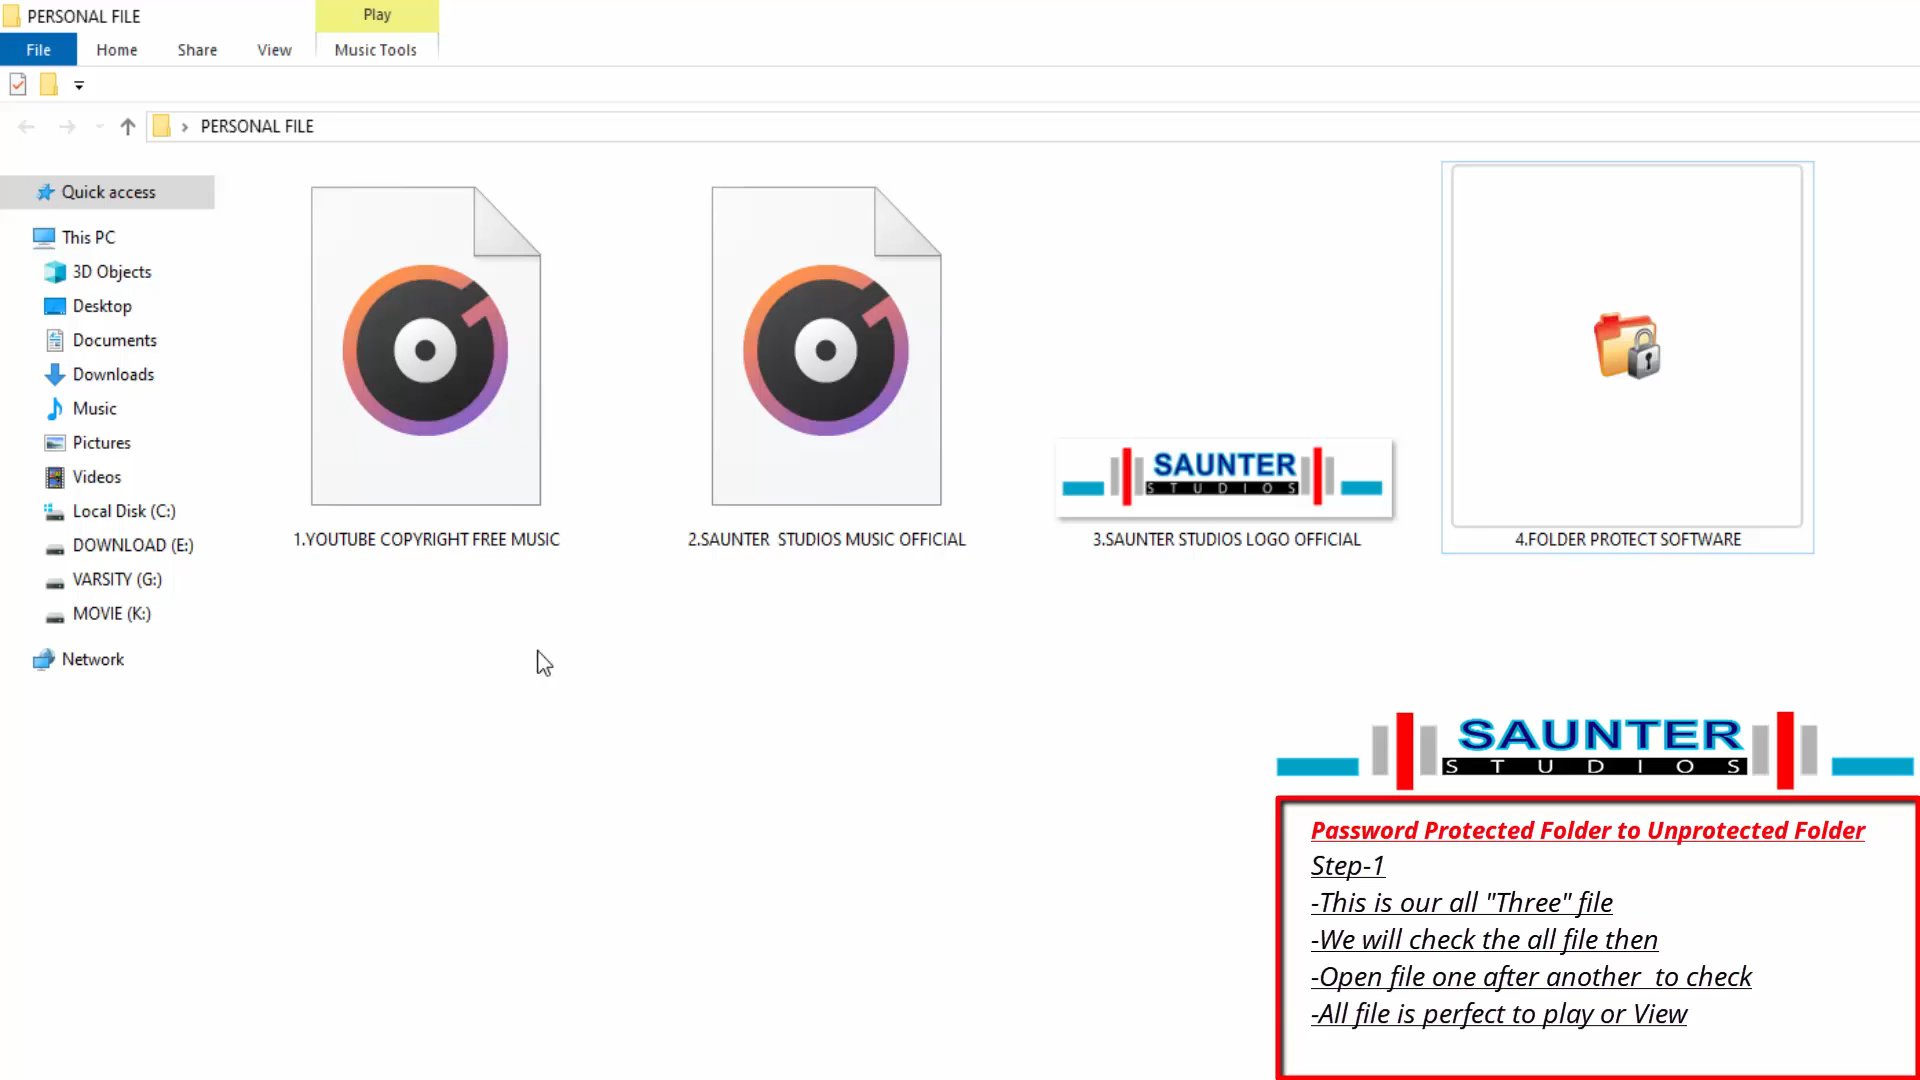 PERSONAL FILE
Play
File
Home
Share
View
Music Tools
PERSONAL FILE
Quick access
This PC
3D Objects
Desktop
Documents
Downloads
Music
Pictures
Videos
Local Disk (C:)
DOWNLOAD (E:)
VARSITY (G:)
MOVIE (K:)
Network
SAUNTER
STUDIOS
1.YOUTUBE COPYRIGHT FREE MUSIC
2.SAUNTER  STUDIOS MUSIC OFFICIAL
3.SAUNTER STUDIOS LOGO OFFICIAL
4.FOLDER PROTECT SOFTWARE
SAUNTER
STUDIOS
Password Protected Folder to Unprotected Folder
Step-1
-This is our all "Three" file
-We will check the all file then
-Open file one after another  to check
-All file is perfect to play or View